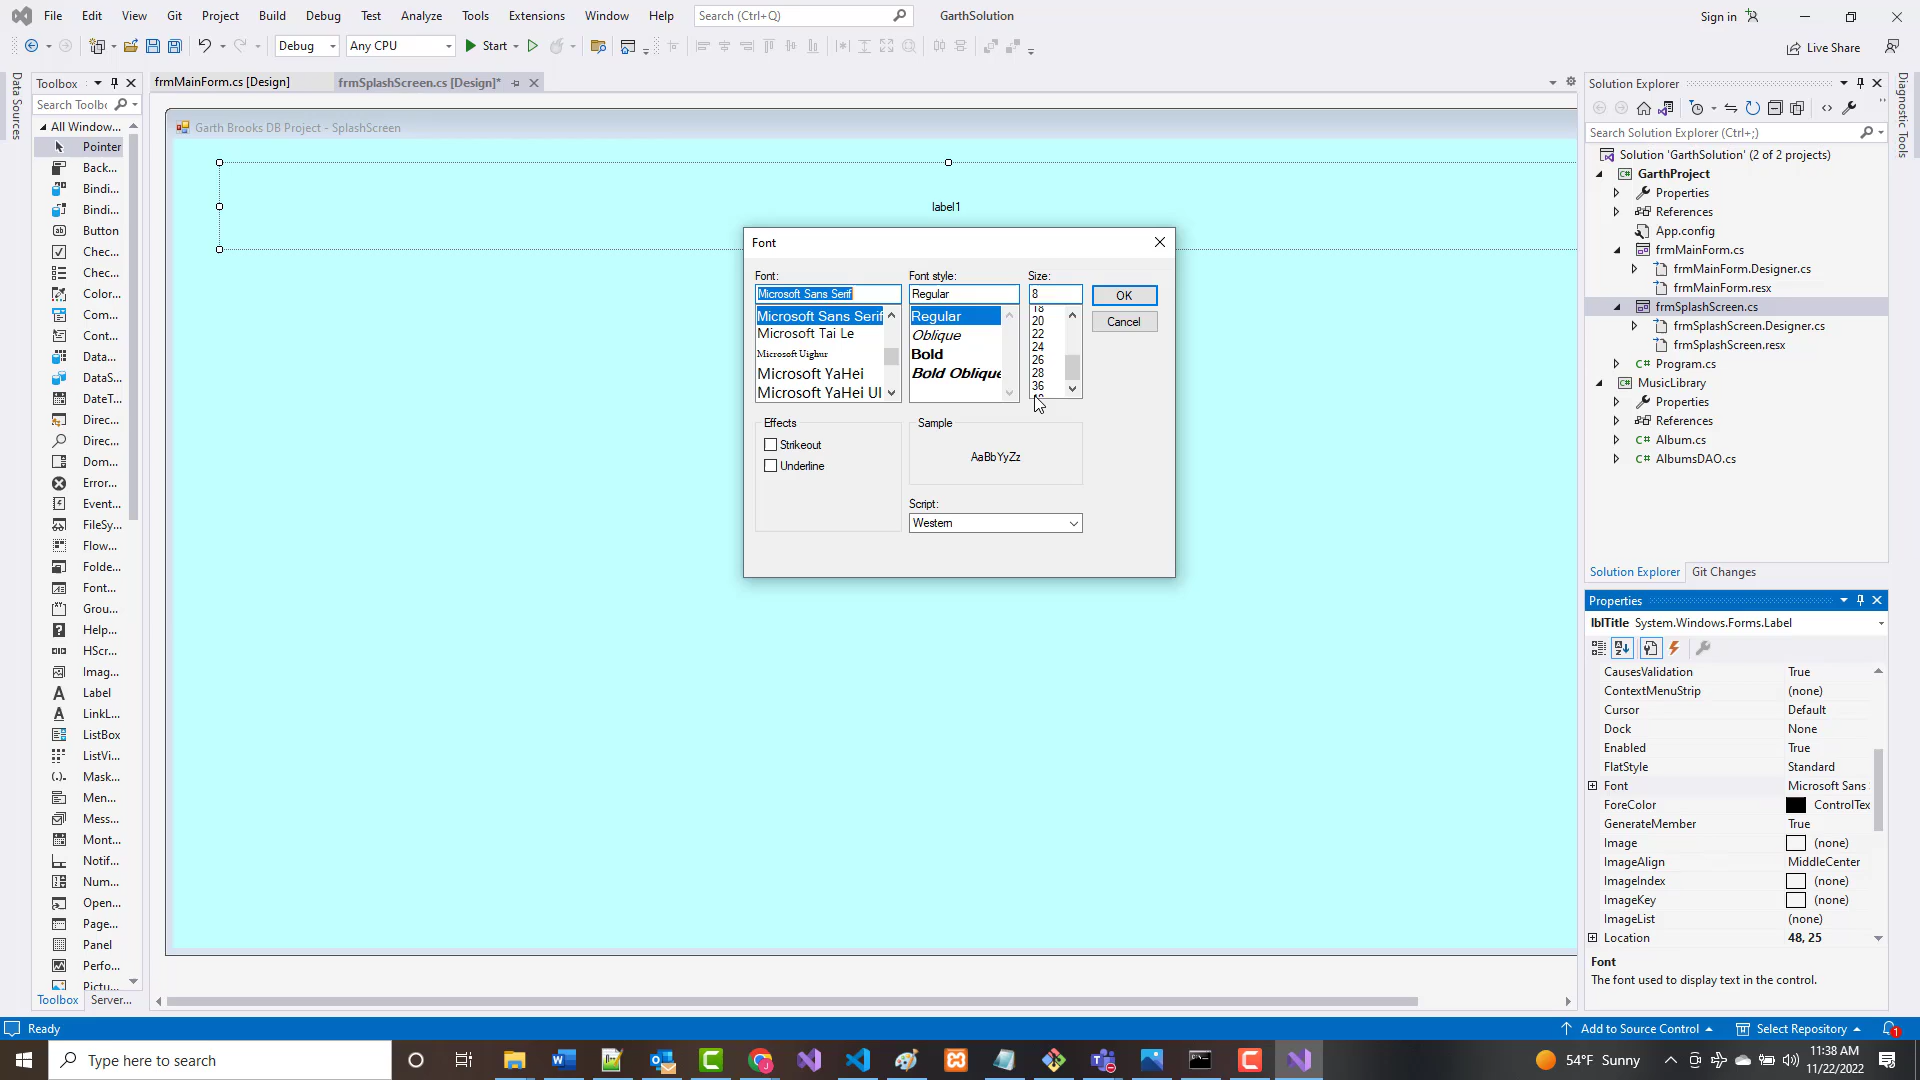 File Edit View Git Project Build Debug Test Analyze Tools Extensions Window Help Search (Ctrl+Q) GarthSolution Sign in
Debug Any CPU Start Live Share
Data Sources
Toolbox
Search Toolbc
All Window...
Pointer
Back...
Bindi...
Bindi...
Button
Chec...
Chec...
Color...
Com...
Cont...
Data...
DataS...
DateT...
Direc...
Direc...
Dom...
Error...
Event...
FileSy...
Flow...
Folde...
Font...
Grou...
Help...
HScr...
Imag...
Label
LinkL...
ListBox
ListVi...
Mask...
Men...
Mess...
Mont...
Notif...
Num...
Open...
Page...
Panel
Perfo...
Pictu...
Toolbox Server...
frmMainForm.cs [Design] frmSplashScreen.cs [Design]*
Garth Brooks DB Project - SplashScreen
label1
Font
Font: Font style: Size:
Microsoft Sans Serif Regular 8 OK
Cancel
Microsoft Sans Serif
Microsoft Tai Le
Microsoft Uighur
Microsoft YaHei
Microsoft YaHei UI
Regular
Oblique
Bold
Bold Oblique
18
20
22
24
26
28
36
Effects
Strikeout
Underline
Sample
AaBbYyZz
Script:
Western
Solution Explorer
Search Solution Explorer (Ctrl+;)
Solution 'GarthSolution' (2 of 2 projects)
GarthProject
Properties
References
App.config
frmMainForm.cs
frmMainForm.Designer.cs
frmMainForm.resx
frmSplashScreen.cs
frmSplashScreen.Designer.cs
frmSplashScreen.resx
Program.cs
MusicLibrary
Properties
References
Album.cs
AlbumsDAO.cs
Solution Explorer Git Changes
Diagnostic Tools
Properties
lblTitle System.Windows.Forms.Label
CausesValidation True
ContextMenuStrip (none)
Cursor Default
Dock None
Enabled True
FlatStyle Standard
Font Microsoft Sans
ForeColor ControlTex
GenerateMember True
Image (none)
ImageAlign MiddleCenter
ImageIndex (none)
ImageKey (none)
ImageList (none)
Location 48, 25
Font
The font used to display text in the control.
Ready Add to Source Control Select Repository 1
Type here to search 54°F Sunny 11:38 AM
11/22/2022